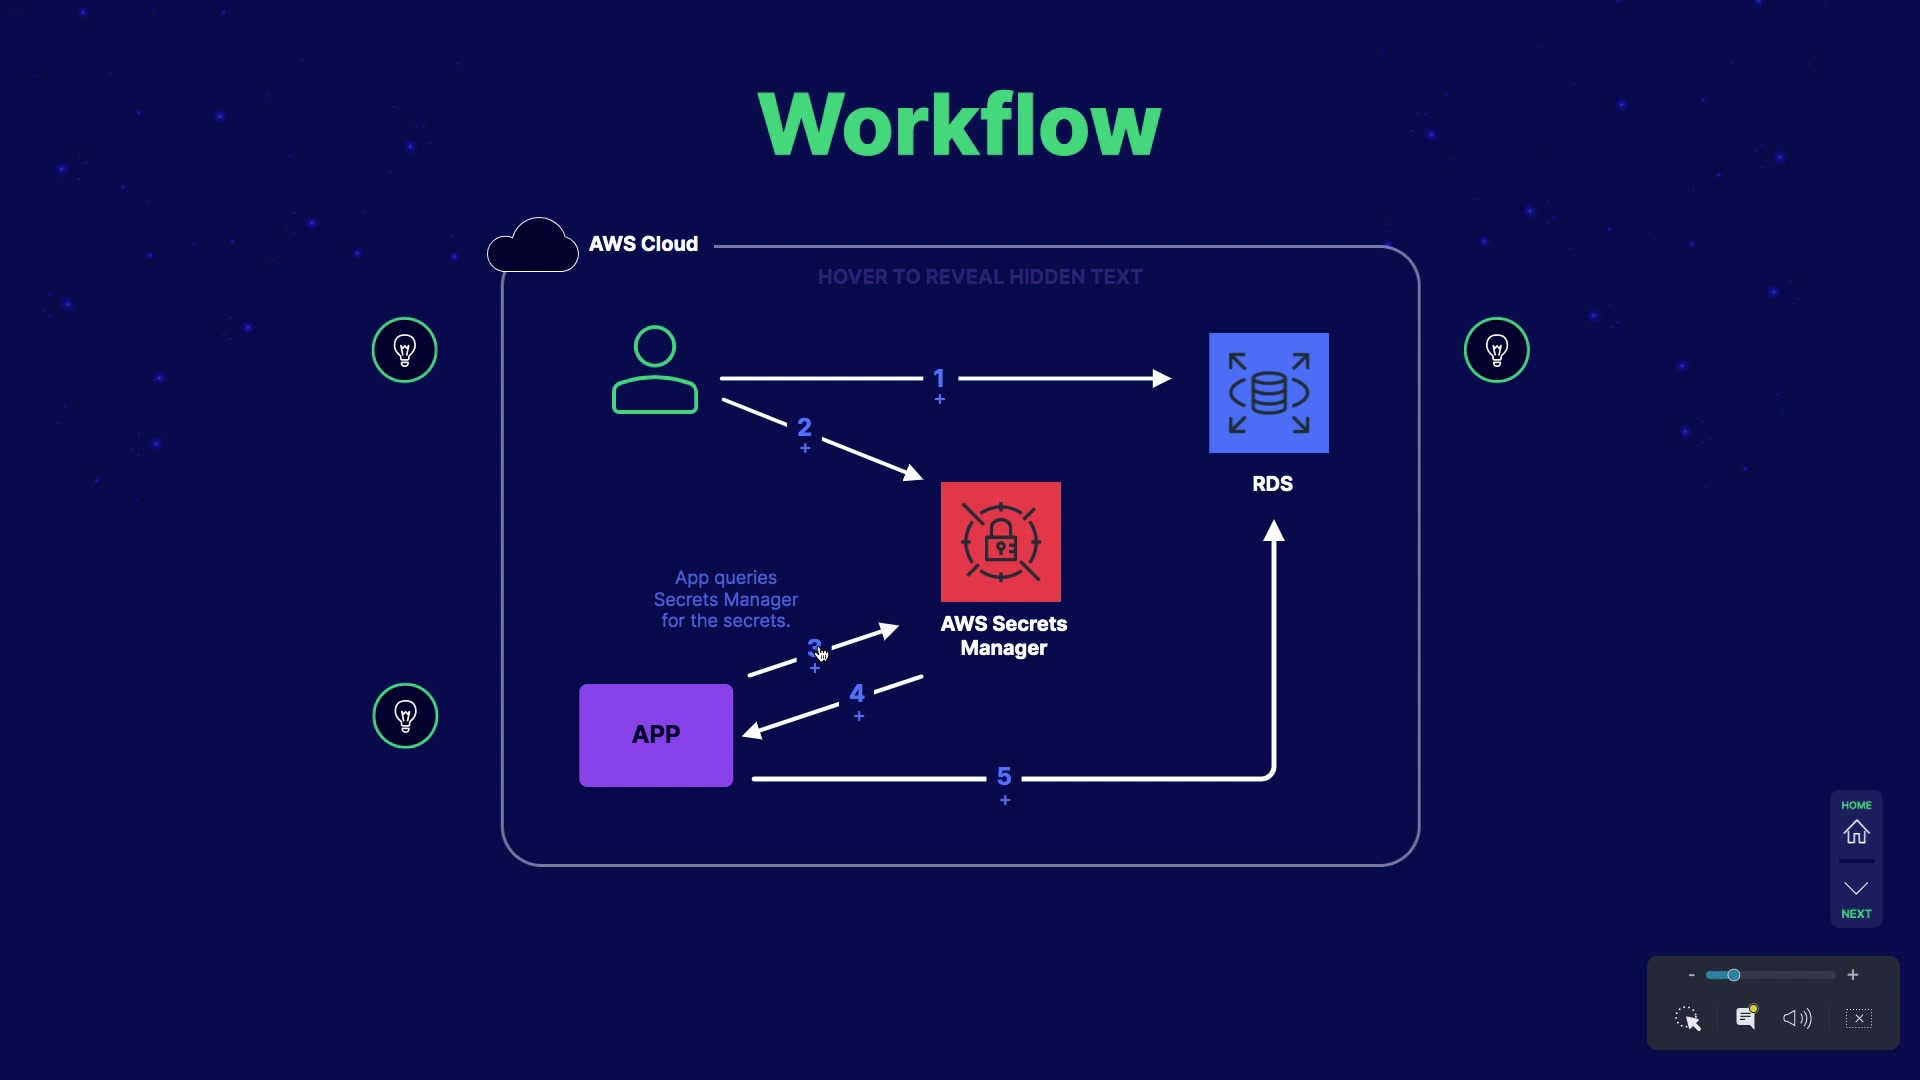 Workflow
AWS Cloud
HOVER TO REVEAL HIDDEN TEXT
1
+
2
+
RDS
App queries
Secrets Manager
for the secrets.
AWS Secrets
Manager
3
+
4
+
APP
5
+
HOME
NEXT
- +